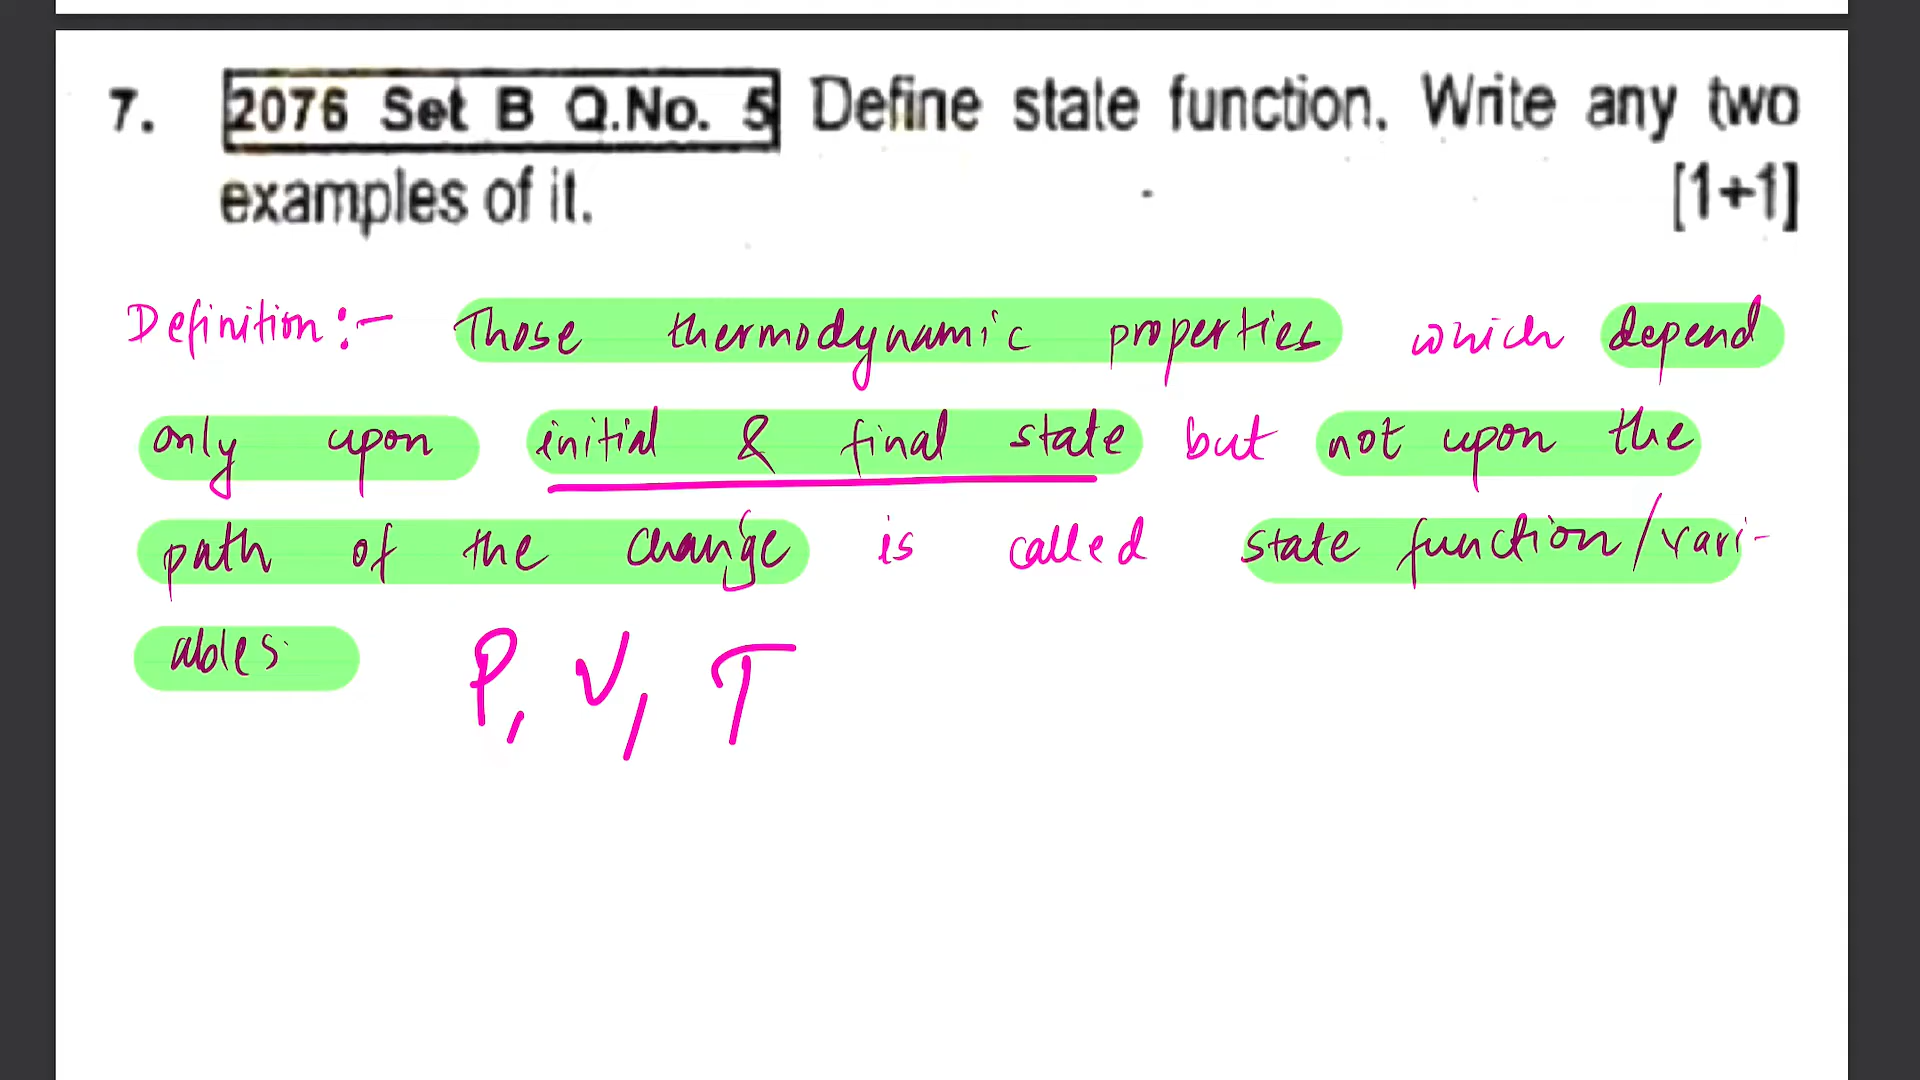 7. 2076 Set B Q.No. 5 Define state function. Write any two
examples of it. [1+1]
Definition:- Those thermodynamic properties which depend
only upon initial & final state but not upon the
path of the change is called state function/vari-
ables.
P, V, T